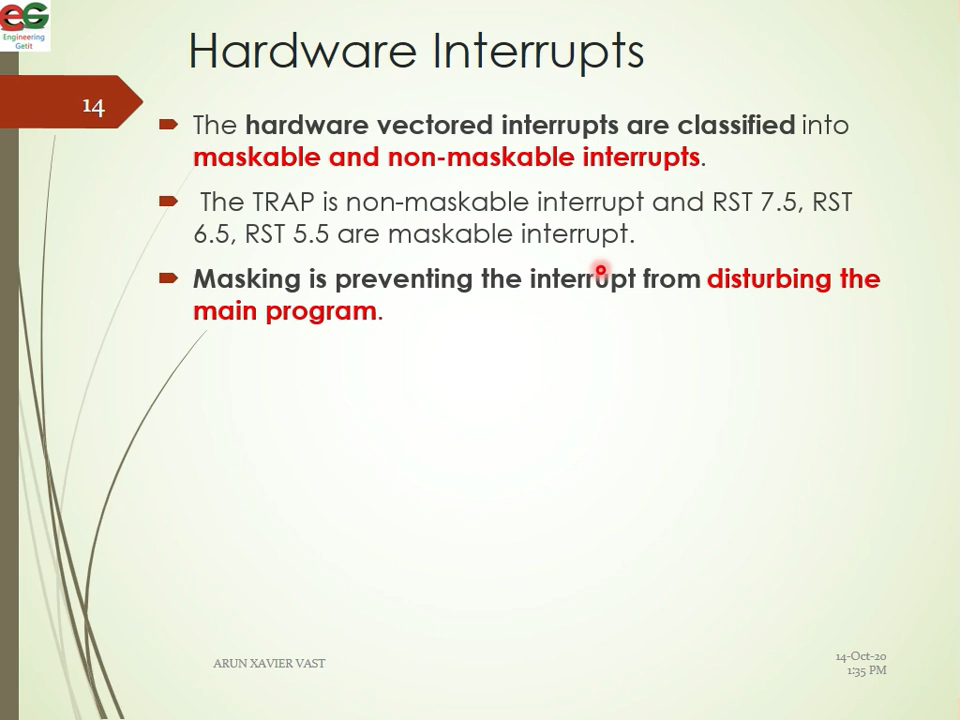 eG
Engineering
Getit
Hardware Interrupts
14
The hardware vectored interrupts are classified into
maskable and non-maskable interrupts.
The TRAP is non-maskable interrupt and RST 7.5, RST
6.5, RST 5.5 are maskable interrupt.
Masking is preventing the interrupt from disturbing the
main program.
ARUN XAVIER VAST
14-Oct-20
1:35 PM